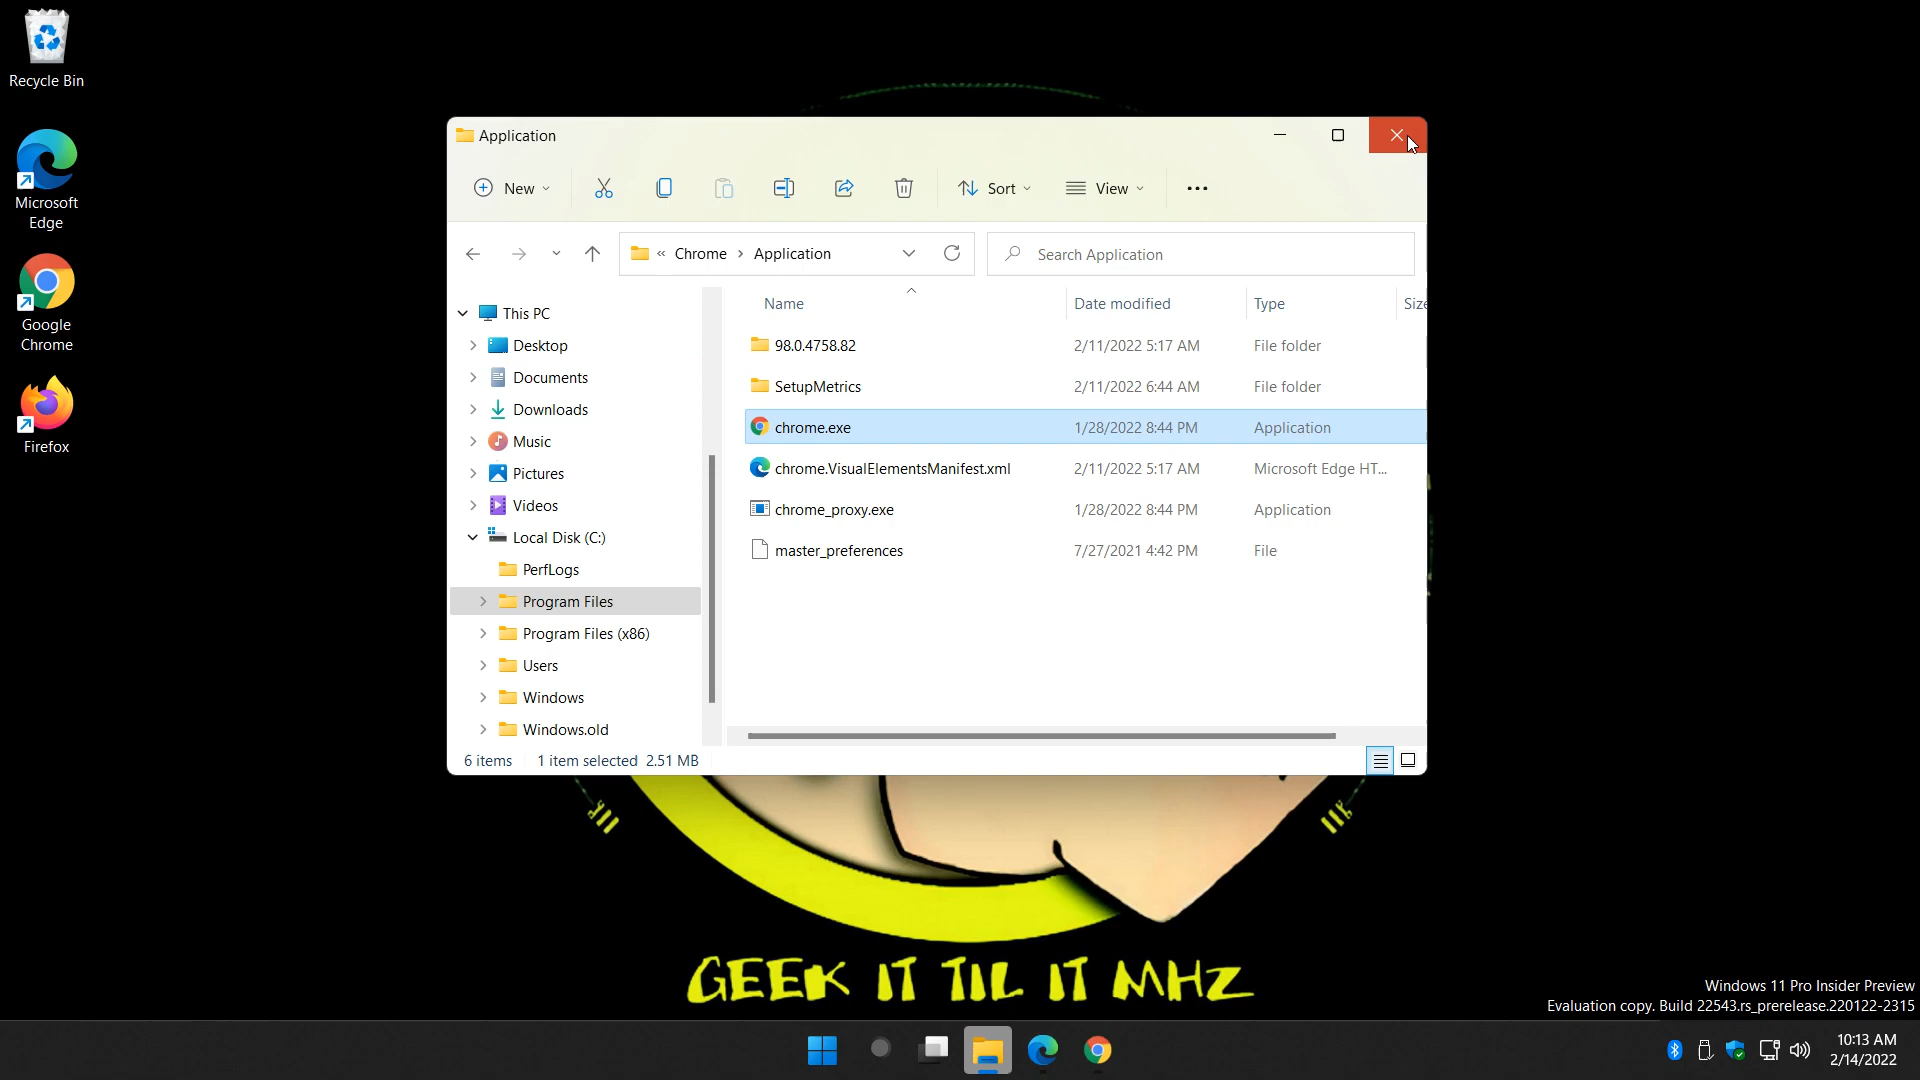 Recycle Bin
Microsoft
Edge
Google
Chrome
Firefox
Application
New
Sort
View
« Chrome > Application
Search Application
This PC
Desktop
Documents
Downloads
Music
Pictures
Videos
Local Disk (C:)
PerfLogs
Program Files
Program Files (x86)
Users
Windows
Windows.old
Name Date modified Type Size
98.0.4758.82 2/11/2022 5:17 AM File folder
SetupMetrics 2/11/2022 6:44 AM File folder
chrome.exe 1/28/2022 8:44 PM Application
chrome.VisualElementsManifest.xml 2/11/2022 5:17 AM Microsoft Edge HT...
chrome_proxy.exe 1/28/2022 8:44 PM Application
master_preferences 7/27/2021 4:42 PM File
6 items 1 item selected 2.51 MB
GEEK IT TIL IT MHZ
Windows 11 Pro Insider Preview
Evaluation copy. Build 22543.rs_prerelease.220122-2315
10:13 AM
2/14/2022